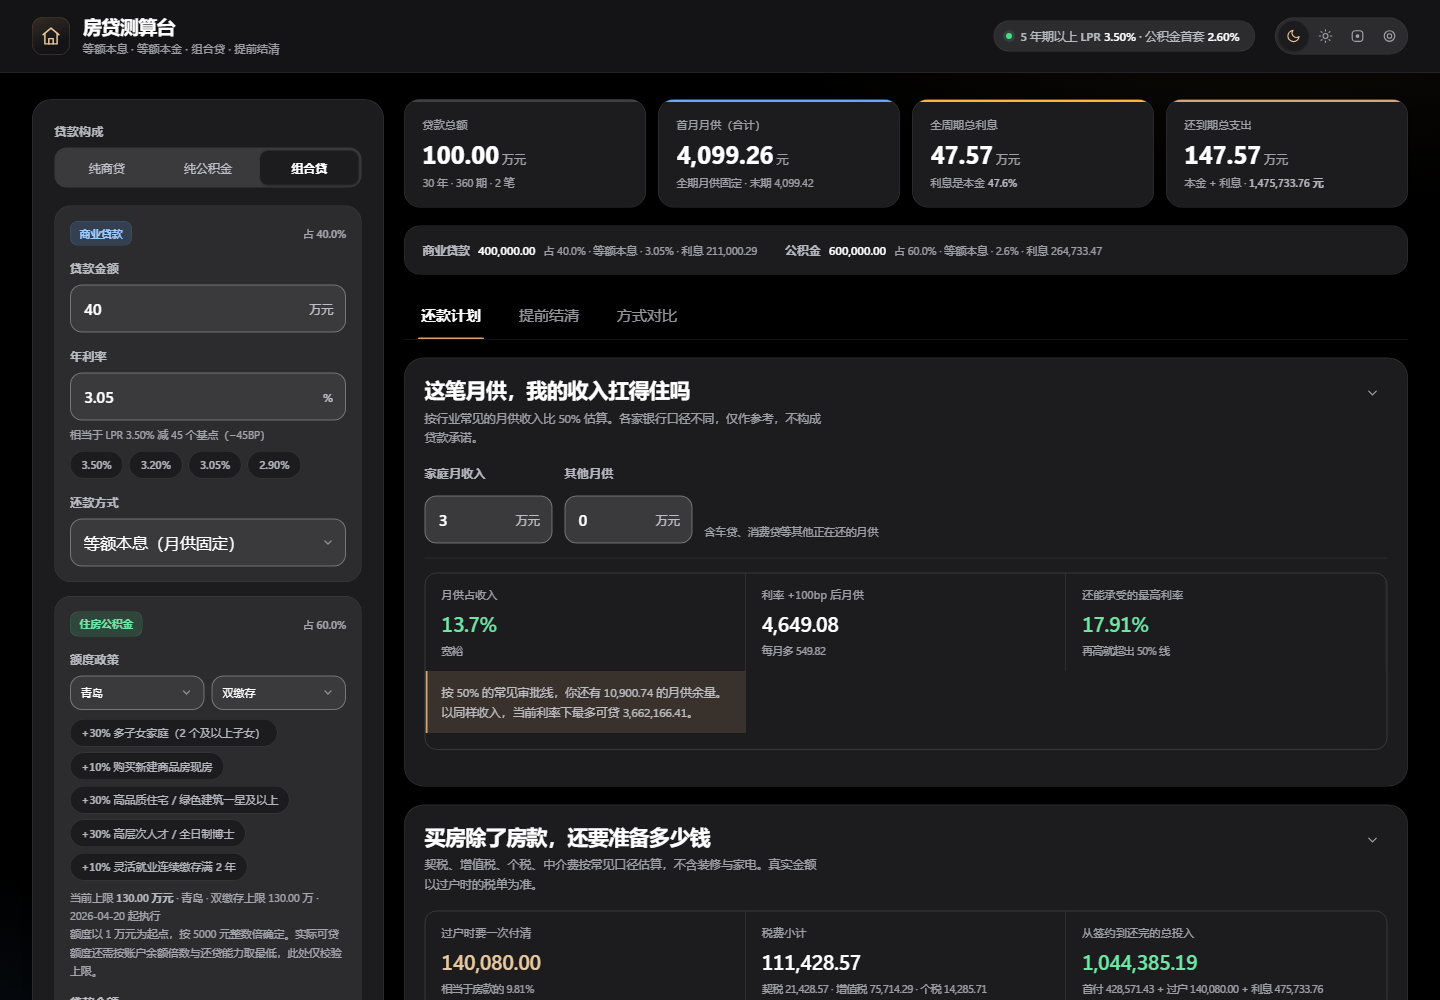 房贷测算台
等额本息 · 等额本金 · 组合贷 · 提前结清
5 年期以上 LPR 3.50% · 公积金首套 2.60%
贷款构成
纯商贷 纯公积金 组合贷
商业贷款 占 40.0%
贷款金额
40 万元
年利率
3.05 %
相当于 LPR 3.50% 减 45 个基点（−45BP）
3.50% 3.20% 3.05% 2.90%
还款方式
等额本息（月供固定）
住房公积金 占 60.0%
额度政策
青岛 双缴存
+30% 多子女家庭（2 个及以上子女）
+10% 购买新建商品房现房
+30% 高品质住宅 / 绿色建筑一星及以上
+30% 高层次人才 / 全日制博士
+10% 灵活就业连续缴存满 2 年
当前上限 130.00 万元 · 青岛 · 双缴存上限 130.00 万 ·
2026-04-20 起执行
额度以 1 万元为起点，按 5000 元整数倍确定。实际可贷
额度还需按账户余额倍数与还贷能力取最低，此处仅校验
上限。
贷款金额
贷款总额
100.00 万元
30 年 · 360 期 · 2 笔
首月月供（合计）
4,099.26 元
全期月供固定 · 末期 4,099.42
全周期总利息
47.57 万元
利息是本金 47.6%
还到期总支出
147.57 万元
本金 + 利息 · 1,475,733.76 元
商业贷款 400,000.00 占 40.0% · 等额本息 · 3.05% · 利息 211,000.29 公积金 600,000.00 占 60.0% · 等额本息 · 2.6% · 利息 264,733.47
还款计划 提前结清 方式对比
这笔月供，我的收入扛得住吗
按行业常见的月供收入比 50% 估算。各家银行口径不同，仅作参考，不构成
贷款承诺。
家庭月收入 其他月供
3 万元 0 万元 含车贷、消费贷等其他正在还的月供
月供占收入
13.7%
宽裕
利率 +100bp 后月供
4,649.08
每月多 549.82
还能承受的最高利率
17.91%
再高就超出 50% 线
按 50% 的常见审批线，你还有 10,900.74 的月供余量。
以同样收入，当前利率下最多可贷 3,662,166.41。
买房除了房款，还要准备多少钱
契税、增值税、个税、中介费按常见口径估算，不含装修与家电。真实金额
以过户时的税单为准。
过户时要一次付清
140,080.00
相当于房款的 9.81%
税费小计
111,428.57
契税 21,428.57 · 增值税 75,714.29 · 个税 14,285.71
从签约到还完的总投入
1,044,385.19
首付 428,571.43 + 过户 140,080.00 + 利息 475,733.76